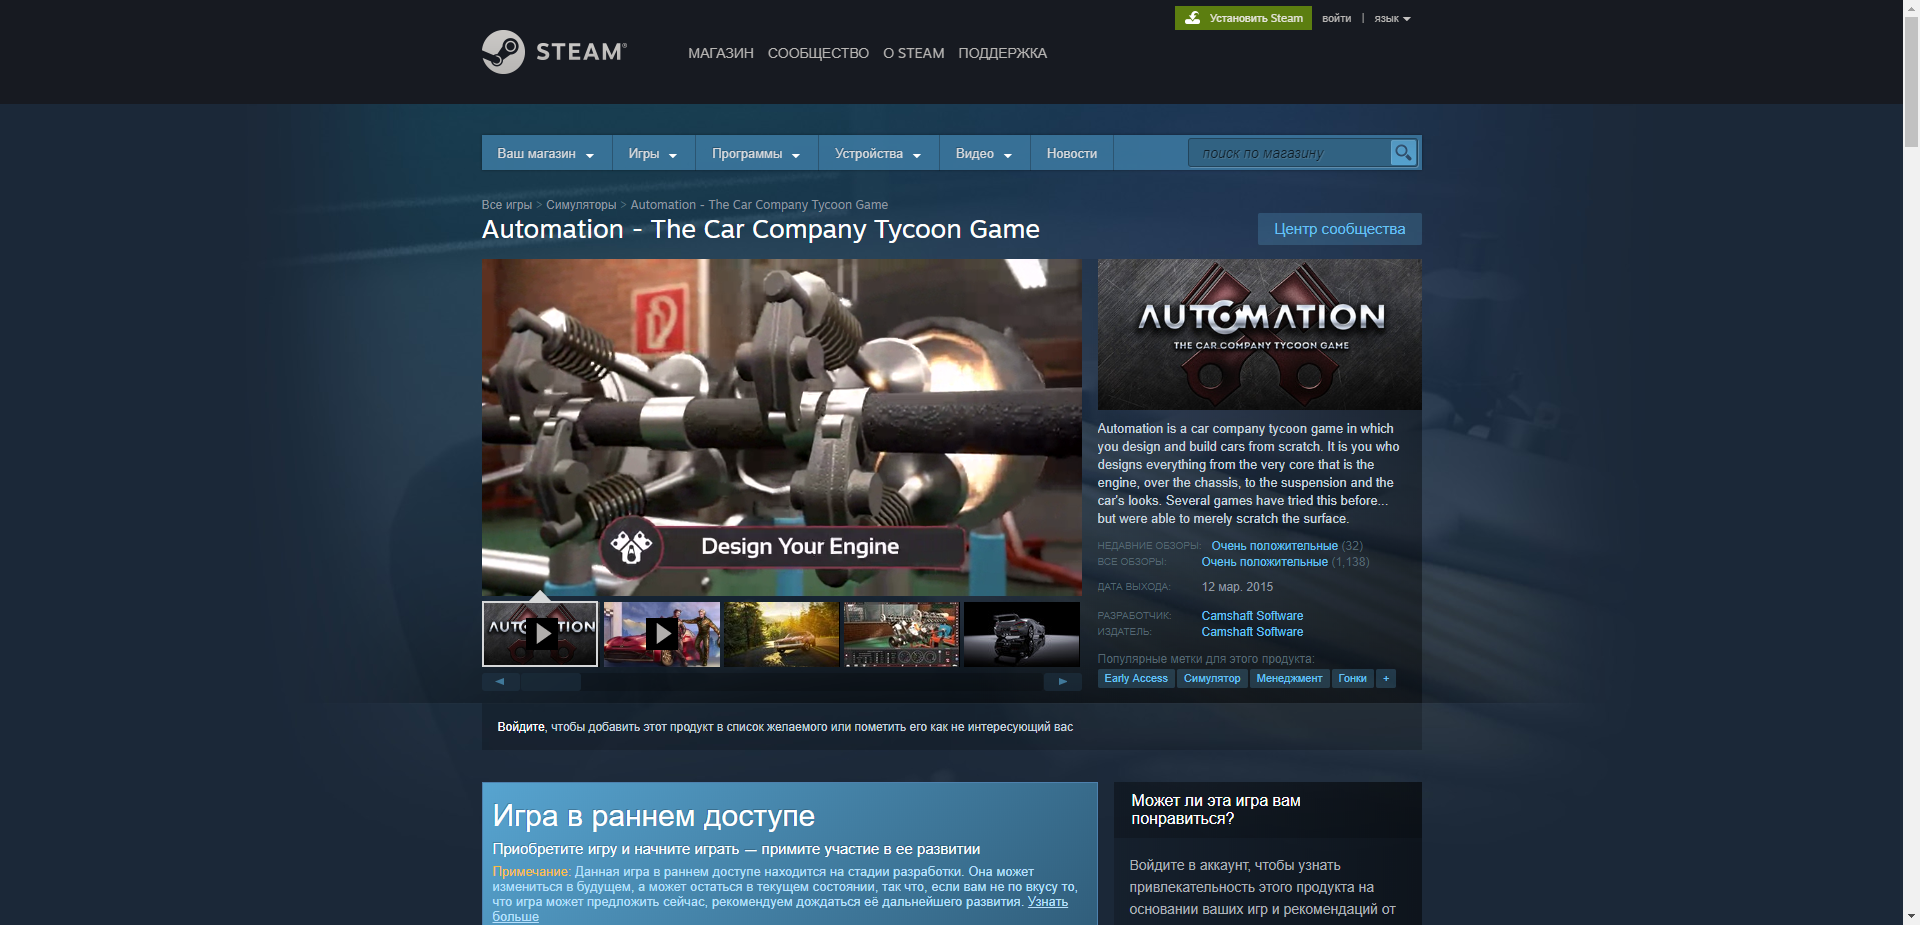 Установить Steam
войти | язык
STEAM®
МАГАЗИН СООБЩЕСТВО О STEAM ПОДДЕРЖКА
Ваш магазин Игры Программы Устройства Видео Новости поиск по магазину
Все игры > Симуляторы > Automation - The Car Company Tycoon Game
Automation - The Car Company Tycoon Game
Центр сообщества
Design Your Engine
AUTOMATION
AUTOMATION
THE CAR COMPANY TYCOON GAME
Automation is a car company tycoon game in which
you design and build cars from scratch. It is you who
designs everything from the very core that is the
engine, over the chassis, to the suspension and the
car's looks. Several games have tried this before...
but were able to merely scratch the surface.
НЕДАВНИЕ ОБЗОРЫ: Очень положительные (32)
ВСЕ ОБЗОРЫ: Очень положительные (1,138)
ДАТА ВЫХОДА: 12 мар. 2015
РАЗРАБОТЧИК: Camshaft Software
ИЗДАТЕЛЬ: Camshaft Software
Популярные метки для этого продукта:
Early Access Симулятор Менеджмент Гонки +
Войдите, чтобы добавить этот продукт в список желаемого или пометить его как не интересующий вас
Игра в раннем доступе
Приобретите игру и начните играть — примите участие в ее развитии
Примечание: Данная игра в раннем доступе находится на стадии разработки. Она может
измениться в будущем, а может остаться в текущем состоянии, так что, если вам не по вкусу то,
что игра может предложить сейчас, рекомендуем дождаться её дальнейшего развития. Узнать
больше
Может ли эта игра вам
понравиться?
Войдите в аккаунт, чтобы узнать
привлекательность этого продукта на
основании ваших игр и рекомендаций от